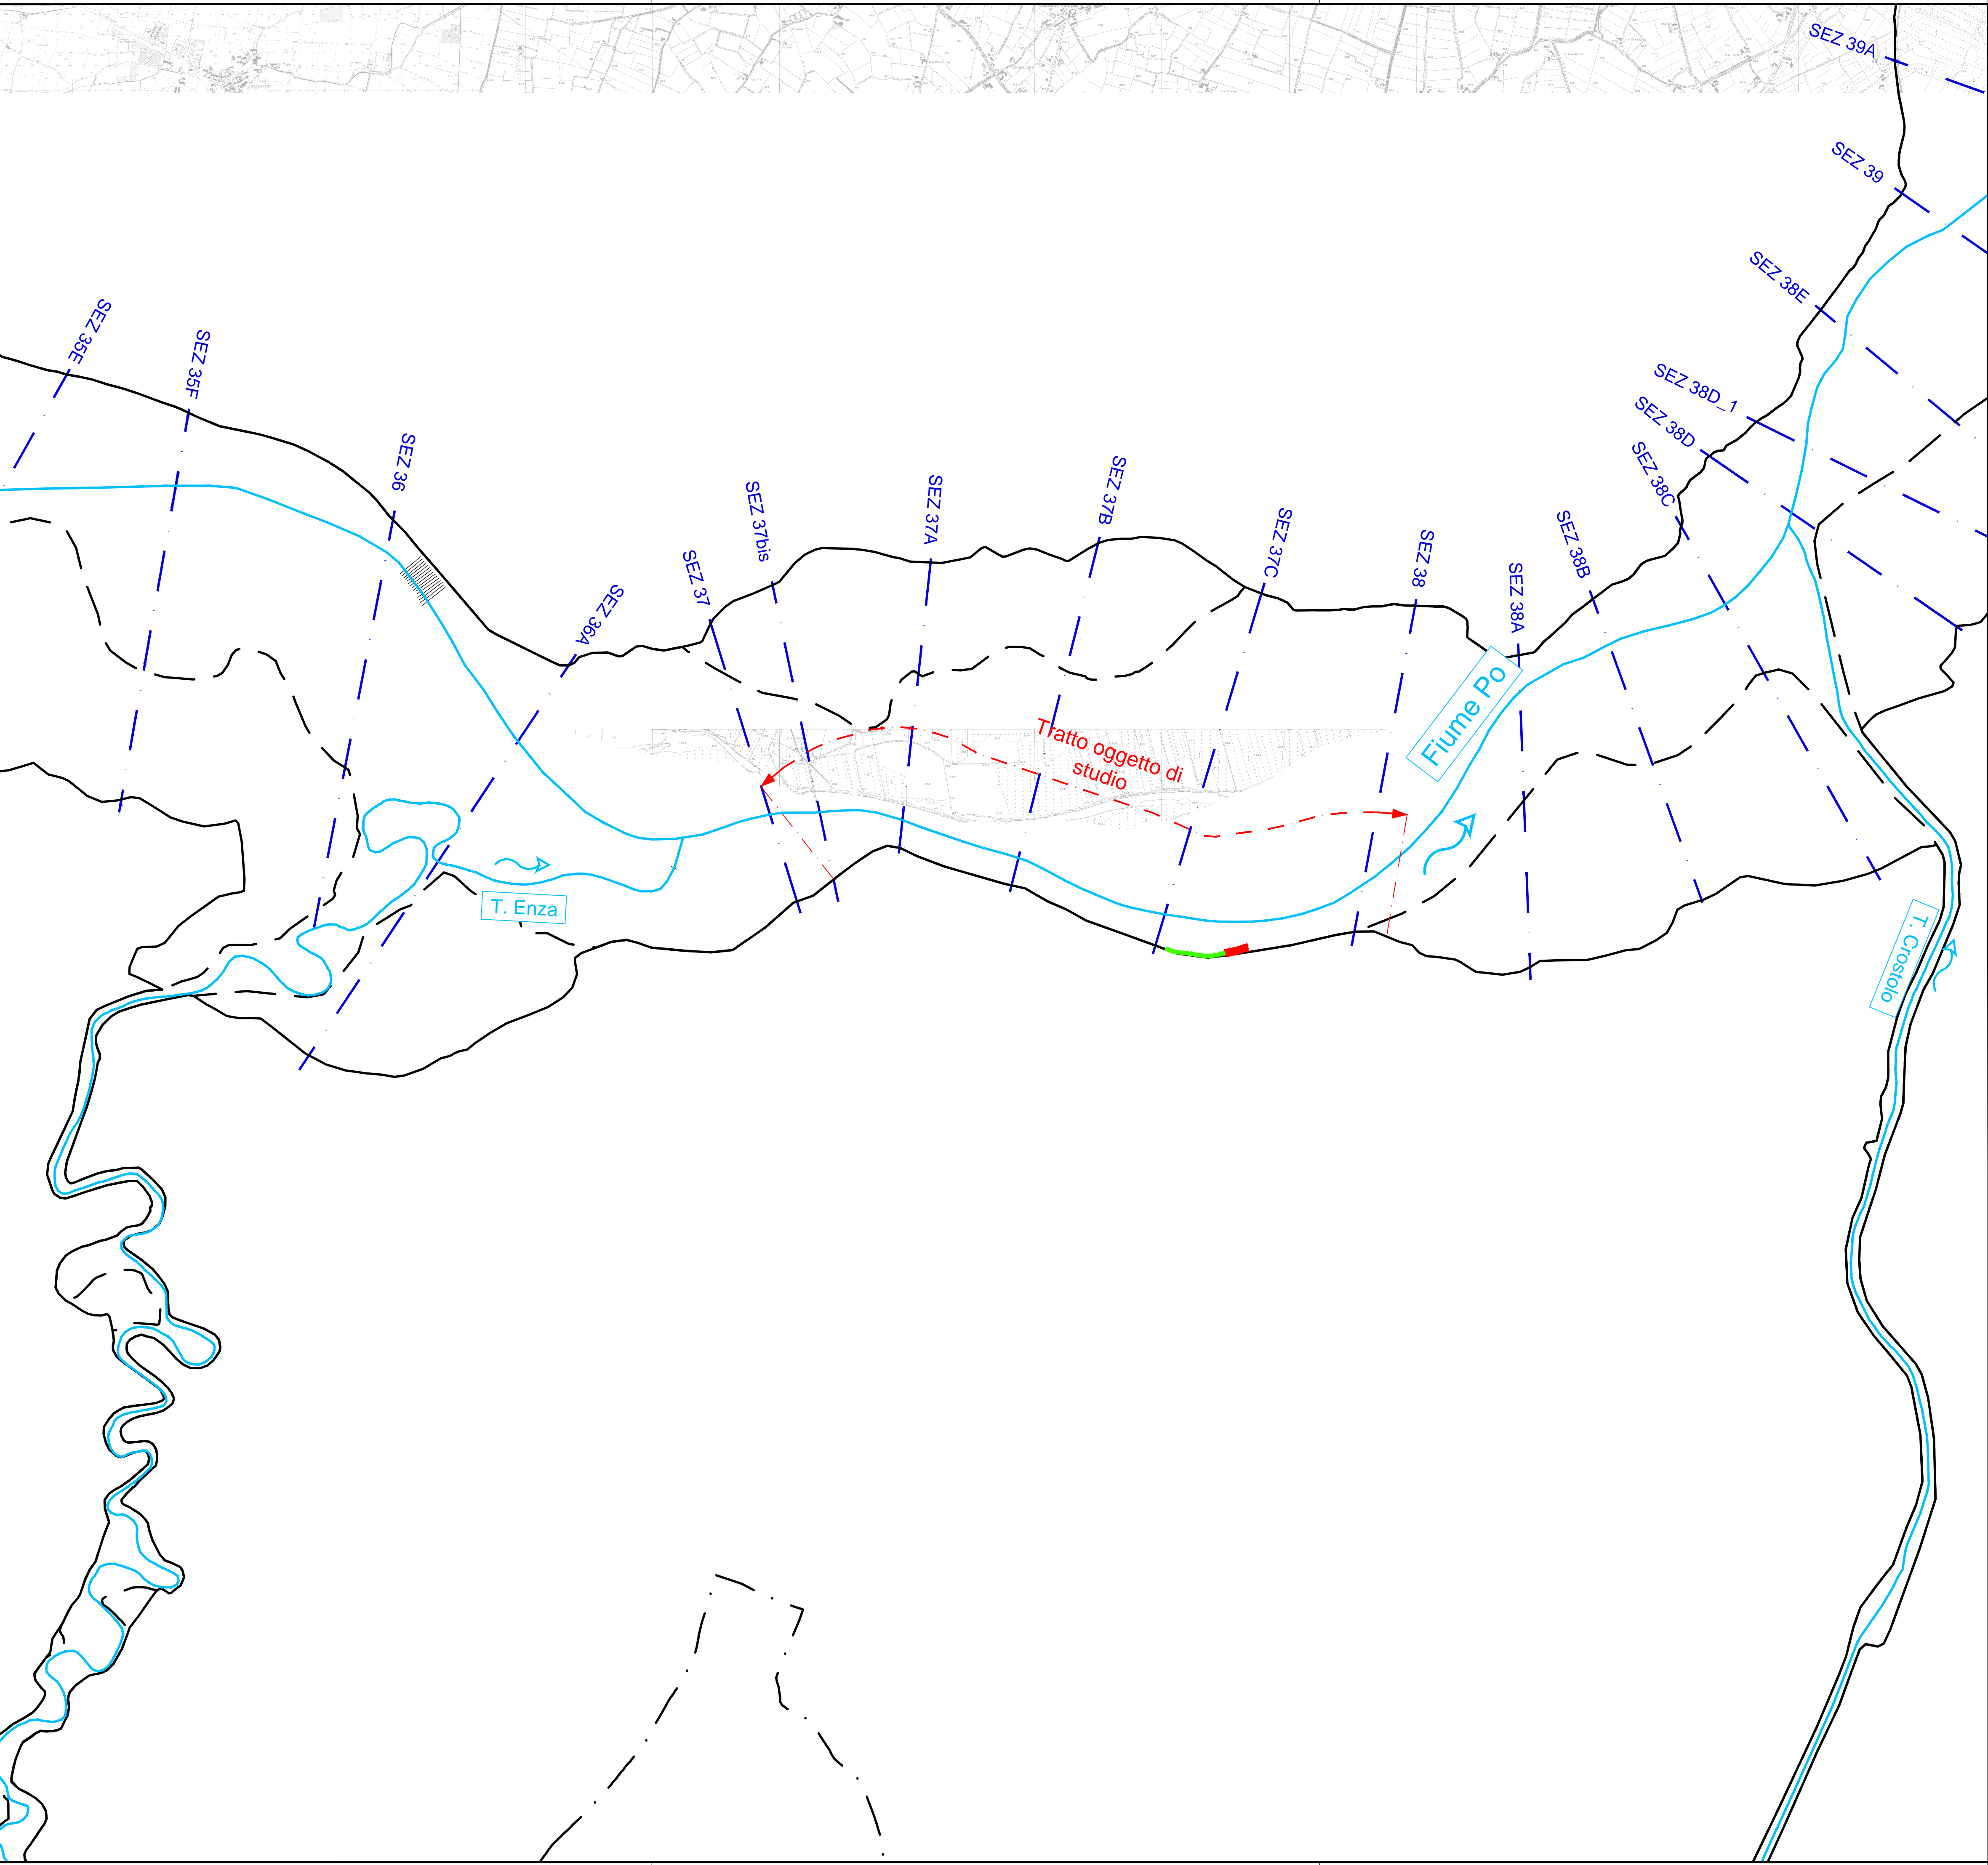 SEZ 39A
SEZ 39
SEZ 38E
SEZ 35E
SEZ 35F
SEZ 38D_1
SEZ 38D
SEZ 36
SEZ 38C
SEZ 37bis
SEZ 37A
SEZ 37B
SEZ 37C
SEZ 38B
SEZ 38
SEZ 37
SEZ 38A
SEZ 36A
Fiume Po
Tratto oggetto di
studio
T. Enza
T. Crostolo